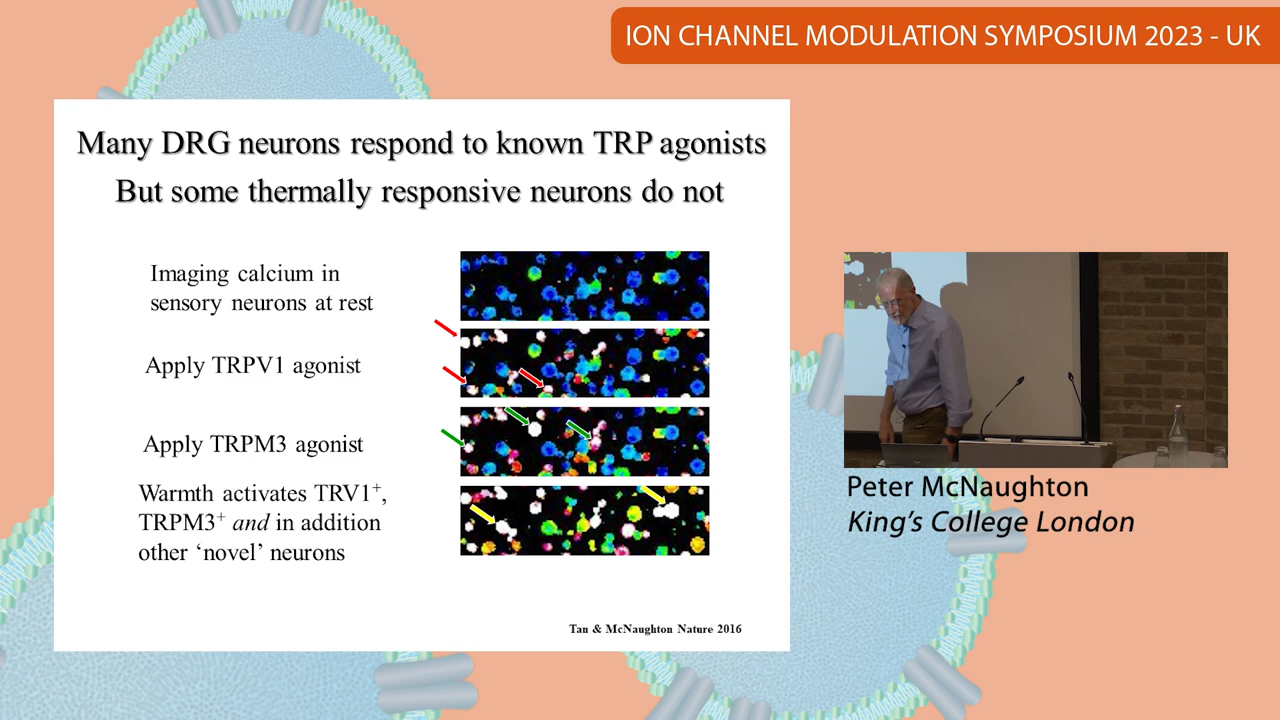 ION CHANNEL MODULATION SYMPOSIUM 2023 - UK
Many DRG neurons respond to known TRP agonists
But some thermally responsive neurons do not
Imaging calcium in
sensory neurons at rest
Apply TRPV1 agonist
Apply TRPM3 agonist
Warmth activates TRV1⁺,
TRPM3⁺ and in addition
other ‘novel’ neurons
Tan & McNaughton Nature 2016
Peter McNaughton
King’s College London